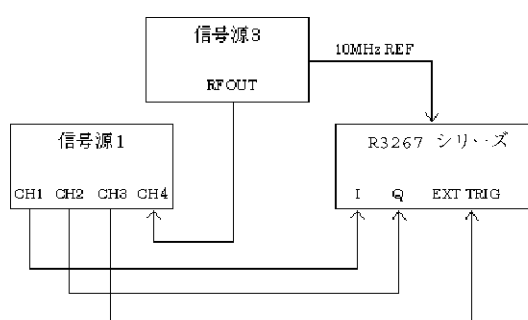 信号源3
10MHz REF
RFOUT
信号源1
R3267 シリーズ
CH1 CH2 CH3 CH4
I Q EXT TRIG